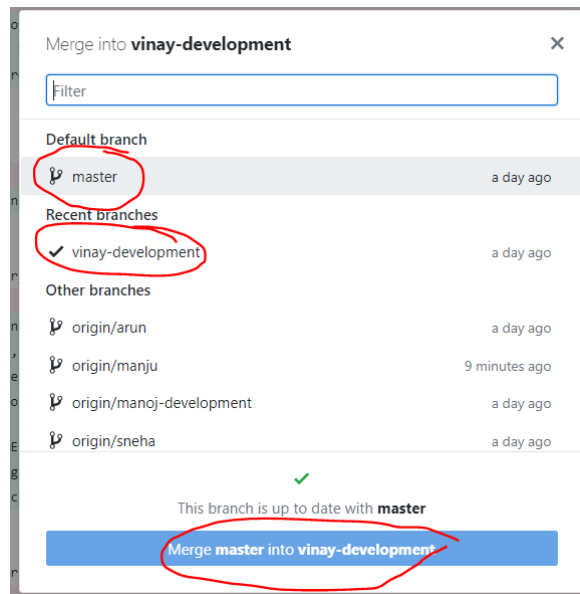 Merge into vinay-development
Filter
Default branch
master a day ago
Recent branches
vinay-development a day ago
Other branches
origin/arun a day ago
origin/manju 9 minutes ago
origin/manoj-development a day ago
origin/sneha a day ago
This branch is up to date with master
Merge master into vinay-development